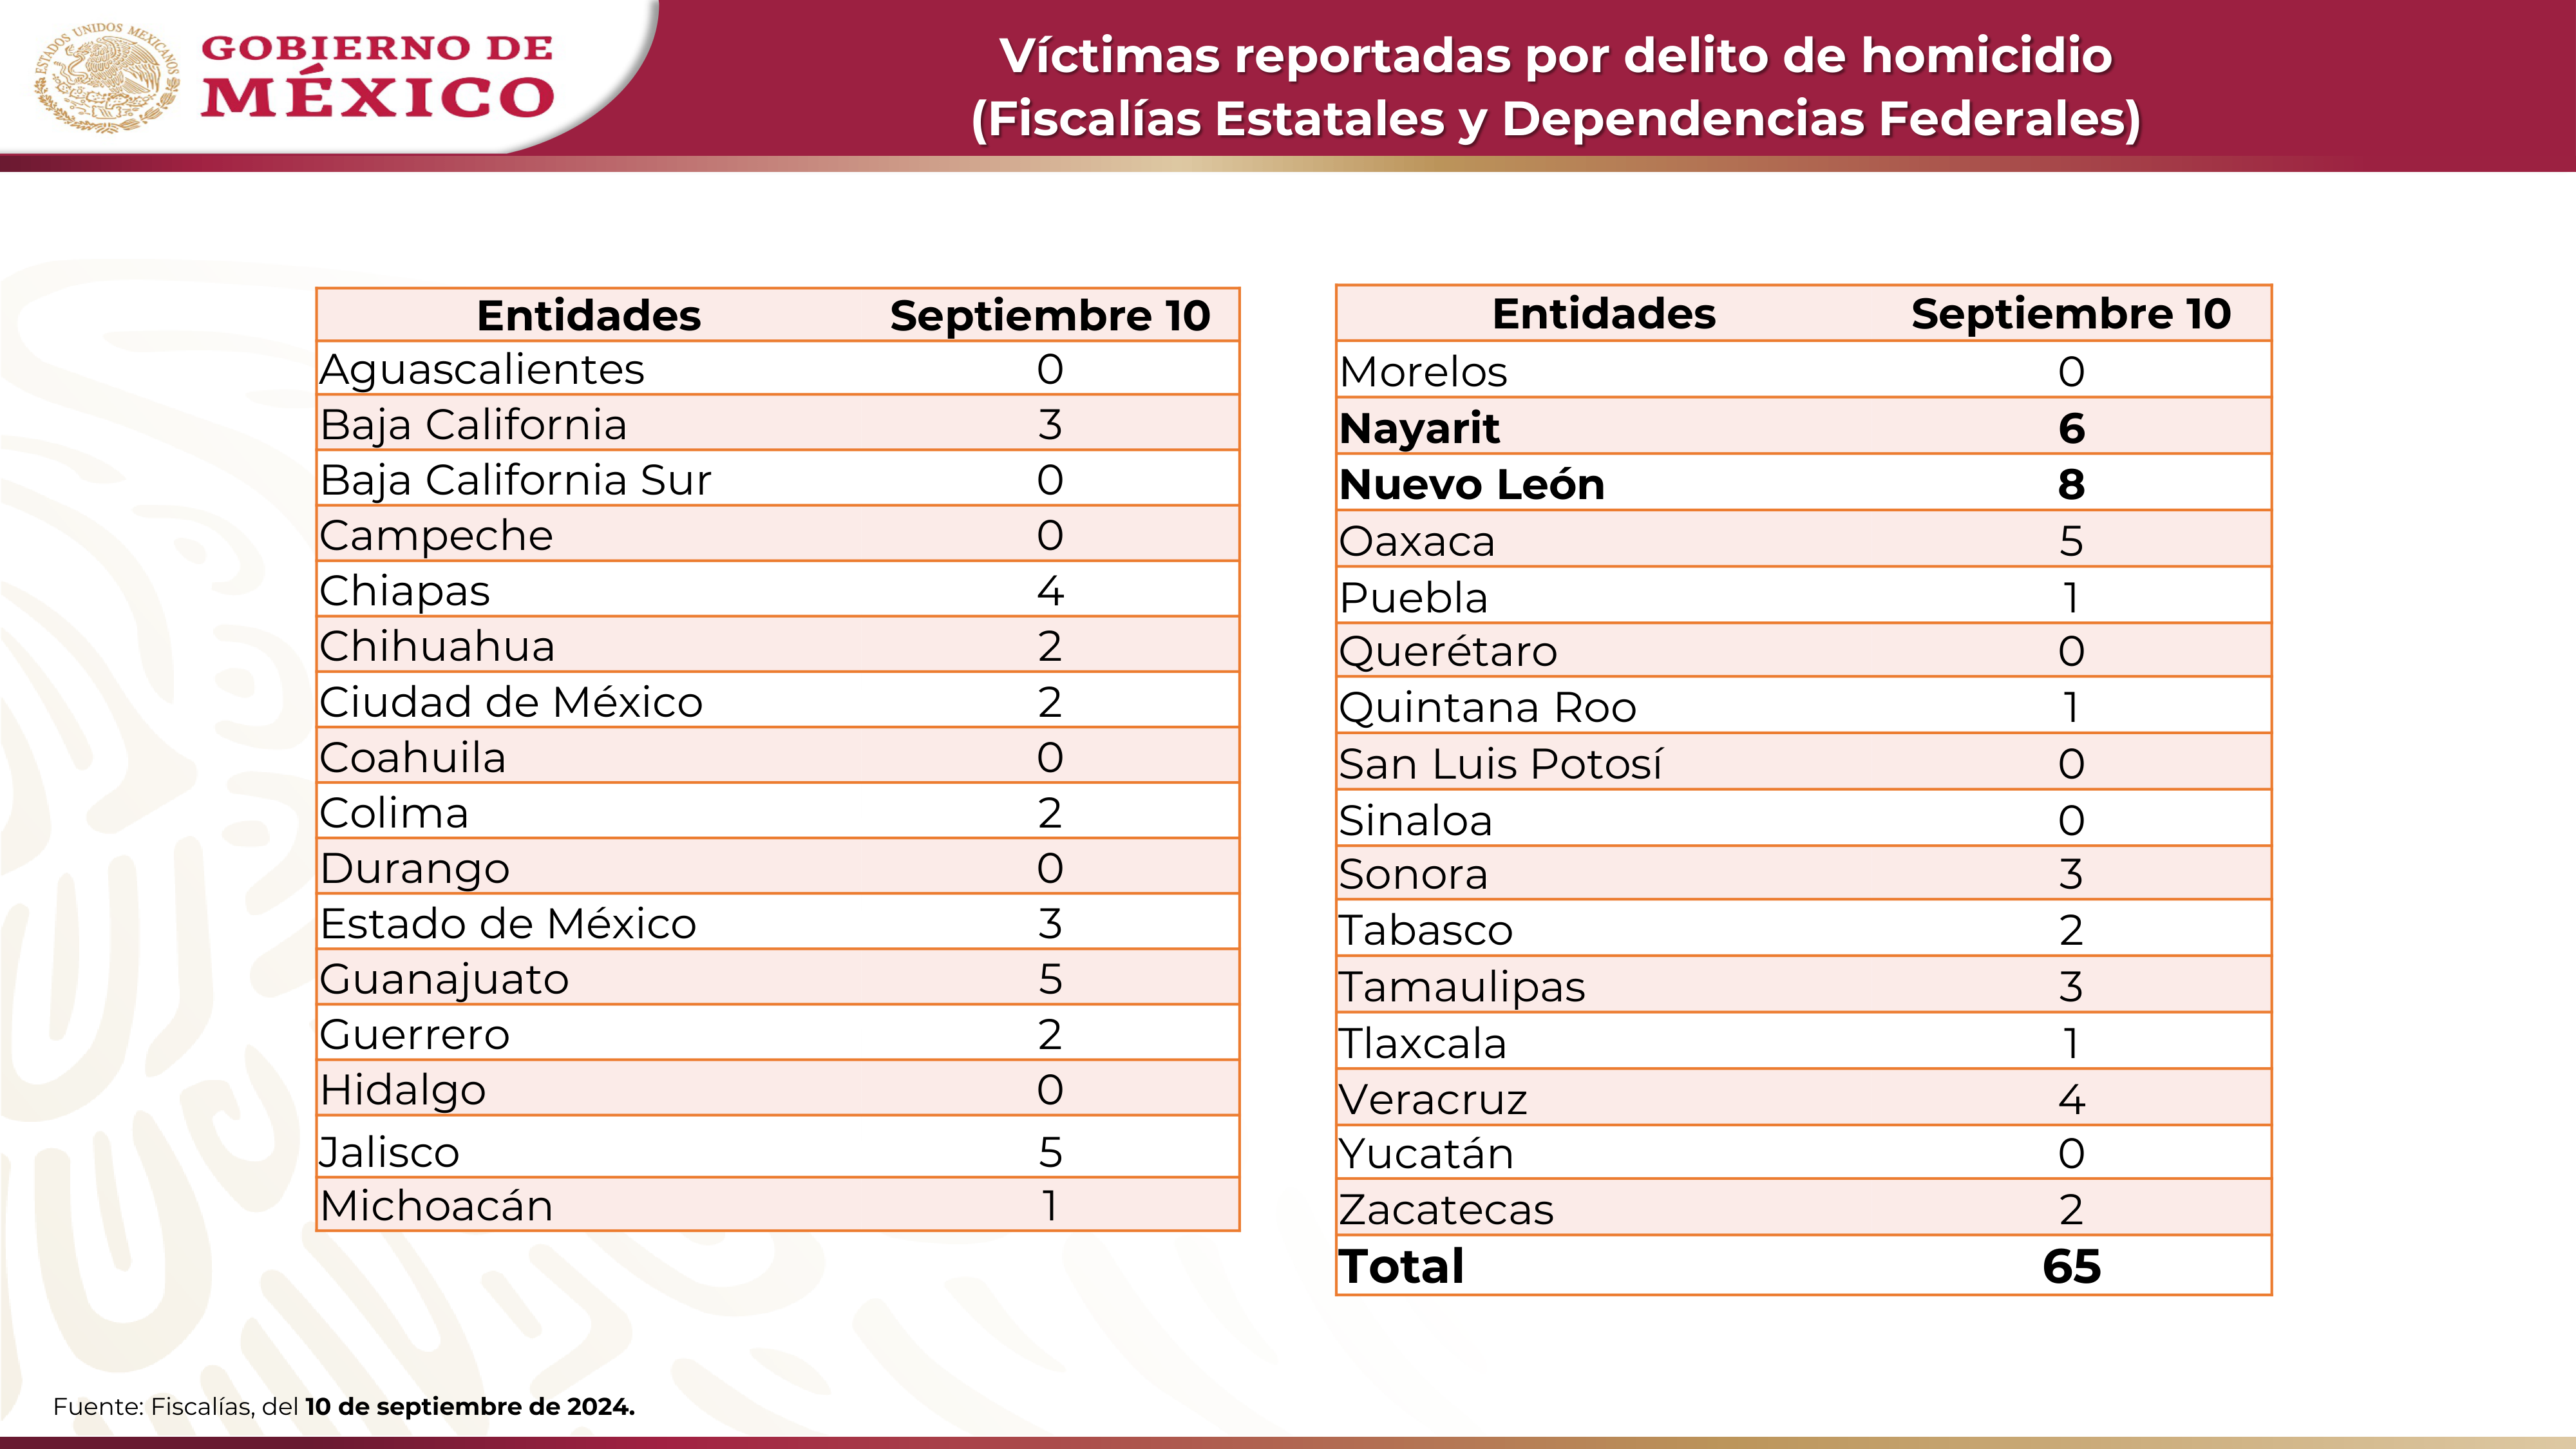 ESTADOS UNIDOS MEXICANOS
GOBIERNO DE
MÉXICO
Víctimas reportadas por delito de homicidio
(Fiscalías Estatales y Dependencias Federales)
Entidades Septiembre 10
Aguascalientes 0
Baja California 3
Baja California Sur 0
Campeche 0
Chiapas 4
Chihuahua 2
Ciudad de México 2
Coahuila 0
Colima 2
Durango 0
Estado de México 3
Guanajuato 5
Guerrero 2
Hidalgo 0
Jalisco 5
Michoacán 1
Entidades Septiembre 10
Morelos 0
Nayarit 6
Nuevo León 8
Oaxaca 5
Puebla 1
Querétaro 0
Quintana Roo 1
San Luis Potosí 0
Sinaloa 0
Sonora 3
Tabasco 2
Tamaulipas 3
Tlaxcala 1
Veracruz 4
Yucatán 0
Zacatecas 2
Total 65
Fuente: Fiscalías, del 10 de septiembre de 2024.